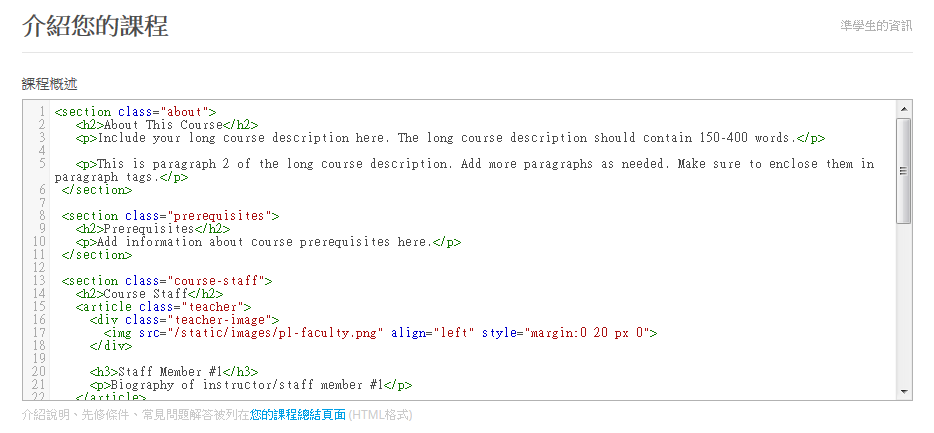 介紹您的課程
準學生的資訊
課程概述
1 <section class="about">
2 <h2>About This Course</h2>
3 <p>Include your long course description here. The long course description should contain 150-400 words.</p>
4
5 <p>This is paragraph 2 of the long course description. Add more paragraphs as needed. Make sure to enclose them in
paragraph tags.</p>
6 </section>
7
8 <section class="prerequisites">
9 <h2>Prerequisites</h2>
10 <p>Add information about course prerequisites here.</p>
11 </section>
12
13 <section class="course-staff">
14 <h2>Course Staff</h2>
15 <article class="teacher">
16 <div class="teacher-image">
17 <img src="/static/images/pl-faculty.png" align="left" style="margin:0 20 px 0">
18 </div>
19
20 <h3>Staff Member #1</h3>
21 <p>Biography of instructor/staff member #1</p>
22 </article>
介紹說明、先修條件、常見問題解答被列在您的課程總結頁面 (HTML格式)